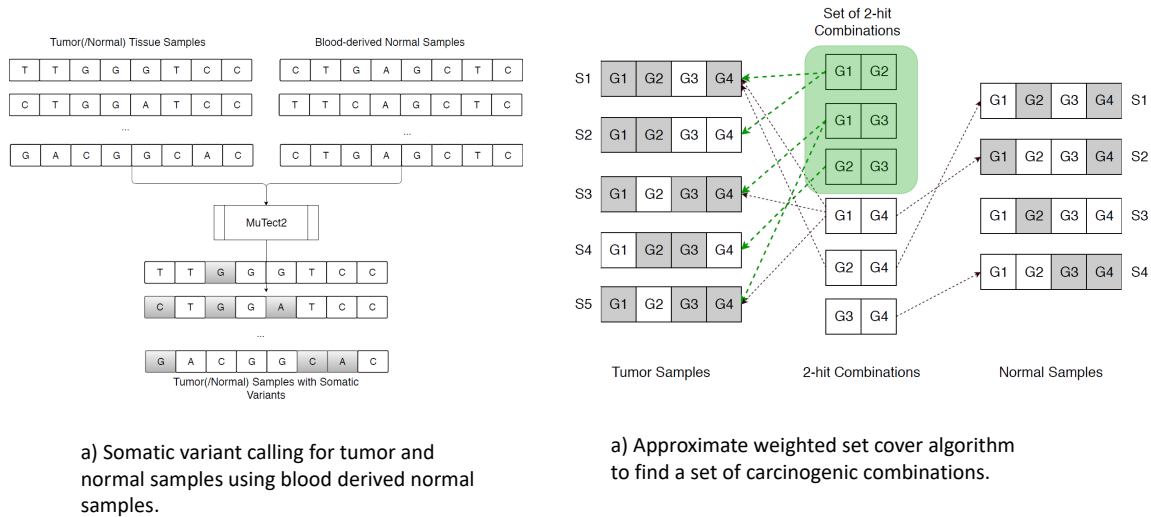 Tumor(/Normal) Tissue Samples
T T G G G T C C
C T G G A T C C
...
G A C G G C A C
Blood-derived Normal Samples
C T G A G C T C
T T C A G C T C
...
C T G A G C T C
MuTect2
T T G G G T C C
C T G G A T C C
...
G A C G G C A C
Tumor(/Normal) Samples with Somatic
Variants
a) Somatic variant calling for tumor and
normal samples using blood derived normal
samples.
S1 G1 G2 G3 G4
S2 G1 G2 G3 G4
S3 G1 G2 G3 G4
S4 G1 G2 G3 G4
S5 G1 G2 G3 G4
Tumor Samples
Set of 2-hit
Combinations
G1 G2
G1 G3
G2 G3
G1 G4
G2 G4
G3 G4
2-hit Combinations
G1 G2 G3 G4 S1
G1 G2 G3 G4 S2
G1 G2 G3 G4 S3
G1 G2 G3 G4 S4
Normal Samples
a) Approximate weighted set cover algorithm
to find a set of carcinogenic combinations.